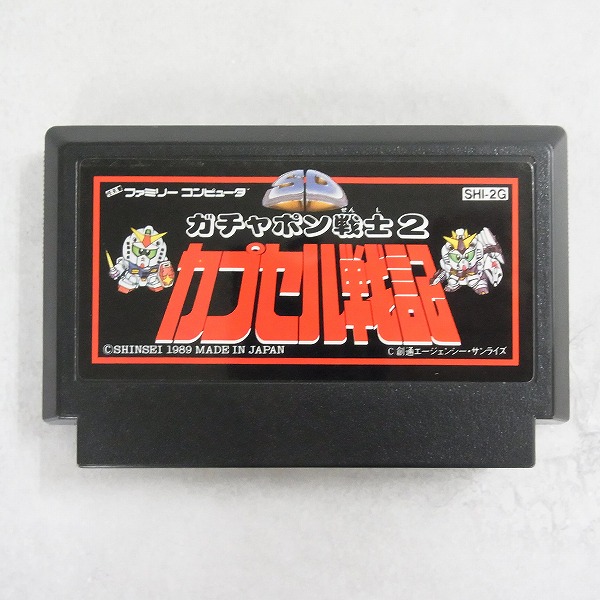 ファミリー コンピュータ
SD
SHI-2G
ガチャポン戦士2
せん し
カプセル戦記
©SHINSEI 1989 MADE IN JAPAN
C 創通エージェンシー・サンライズ